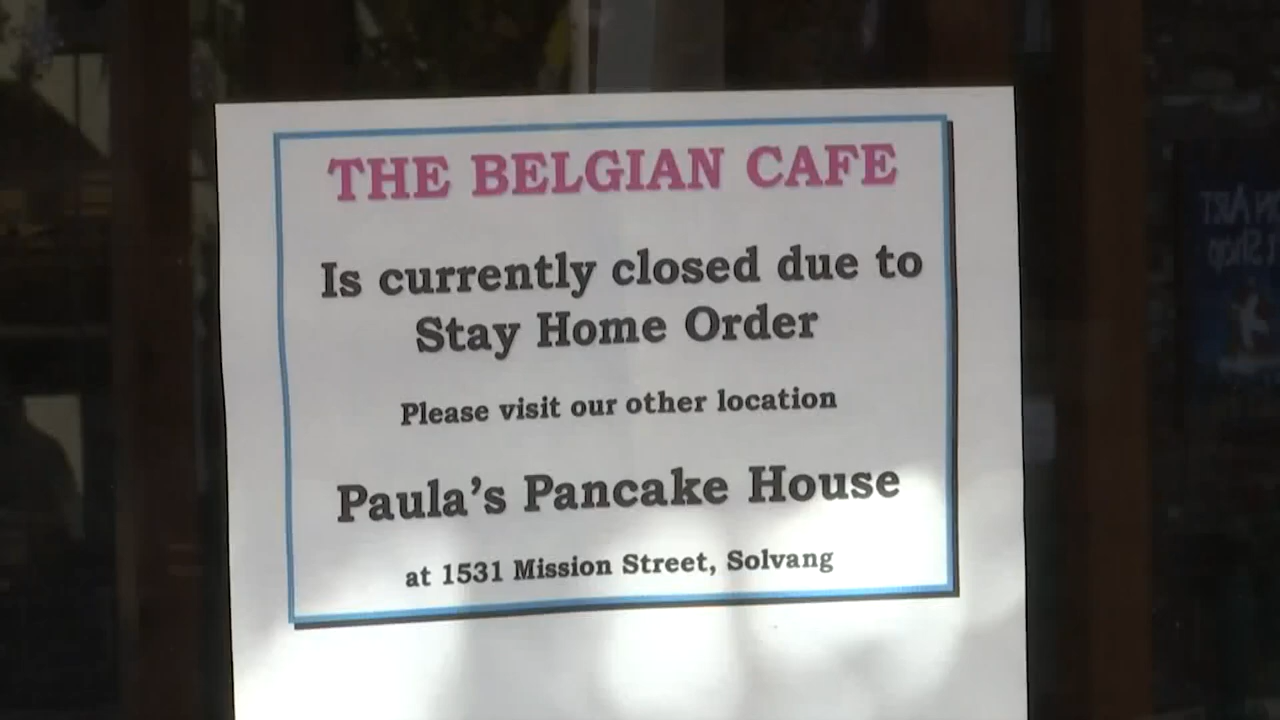 THE BELGIAN CAFE
Is currently closed due to
Stay Home Order
Please visit our other location
Paula's Pancake House
at 1531 Mission Street, Solvang